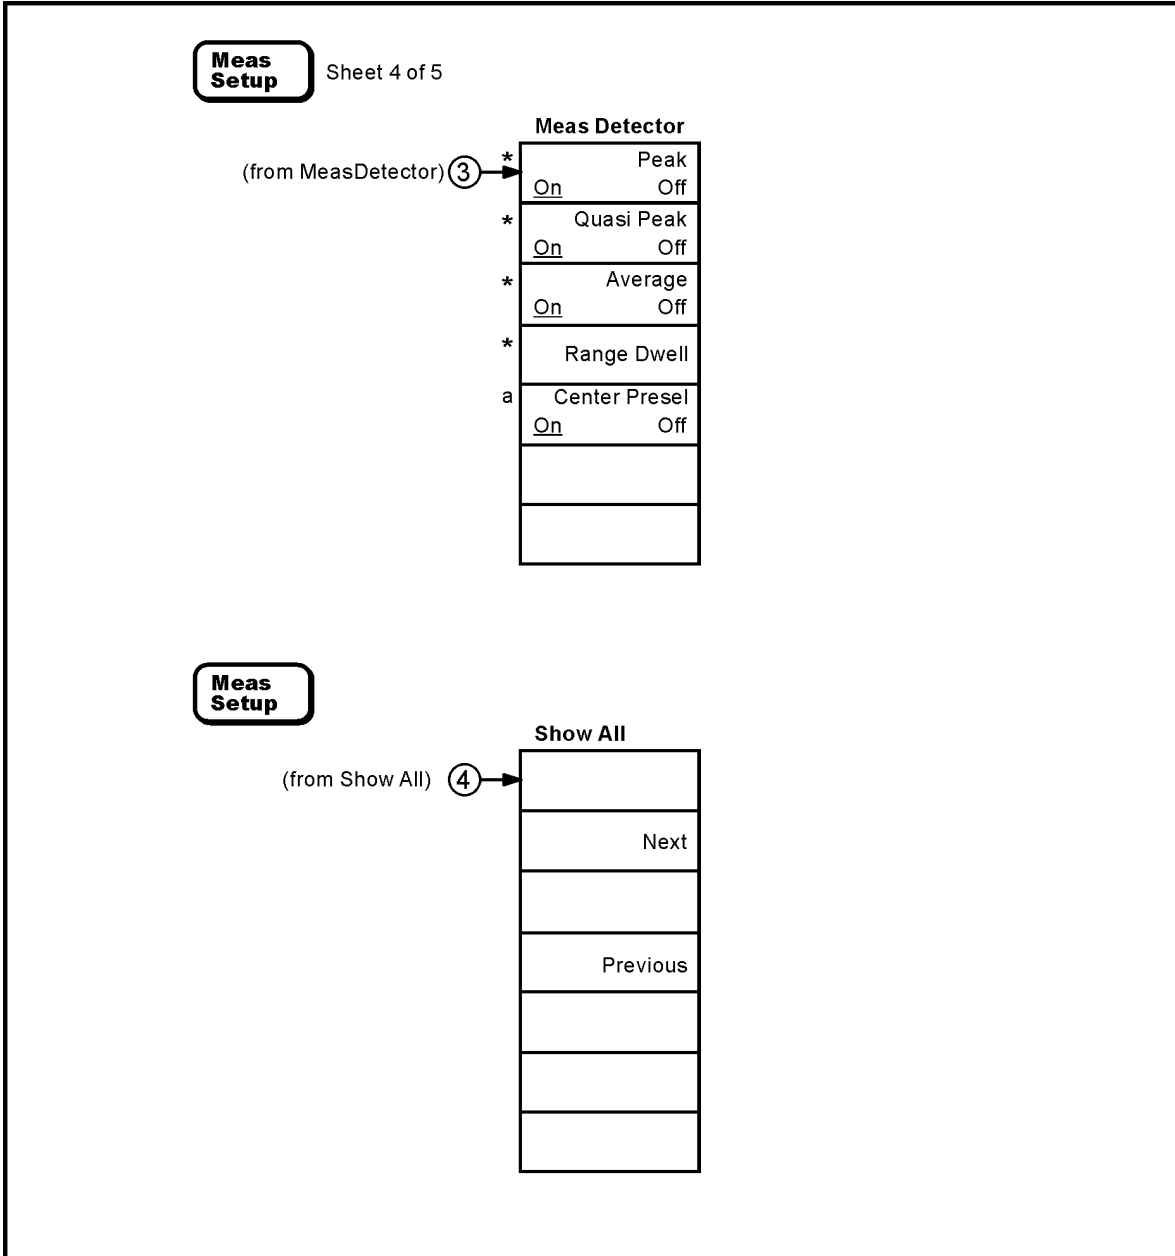 Meas
Setup
Sheet 4 of 5
Meas Detector
(from MeasDetector) 3
* Peak
On Off
* Quasi Peak
On Off
* Average
On Off
* Range Dwell
a Center Presel
On Off
Meas
Setup
Show All
(from Show All) 4
Next
Previous